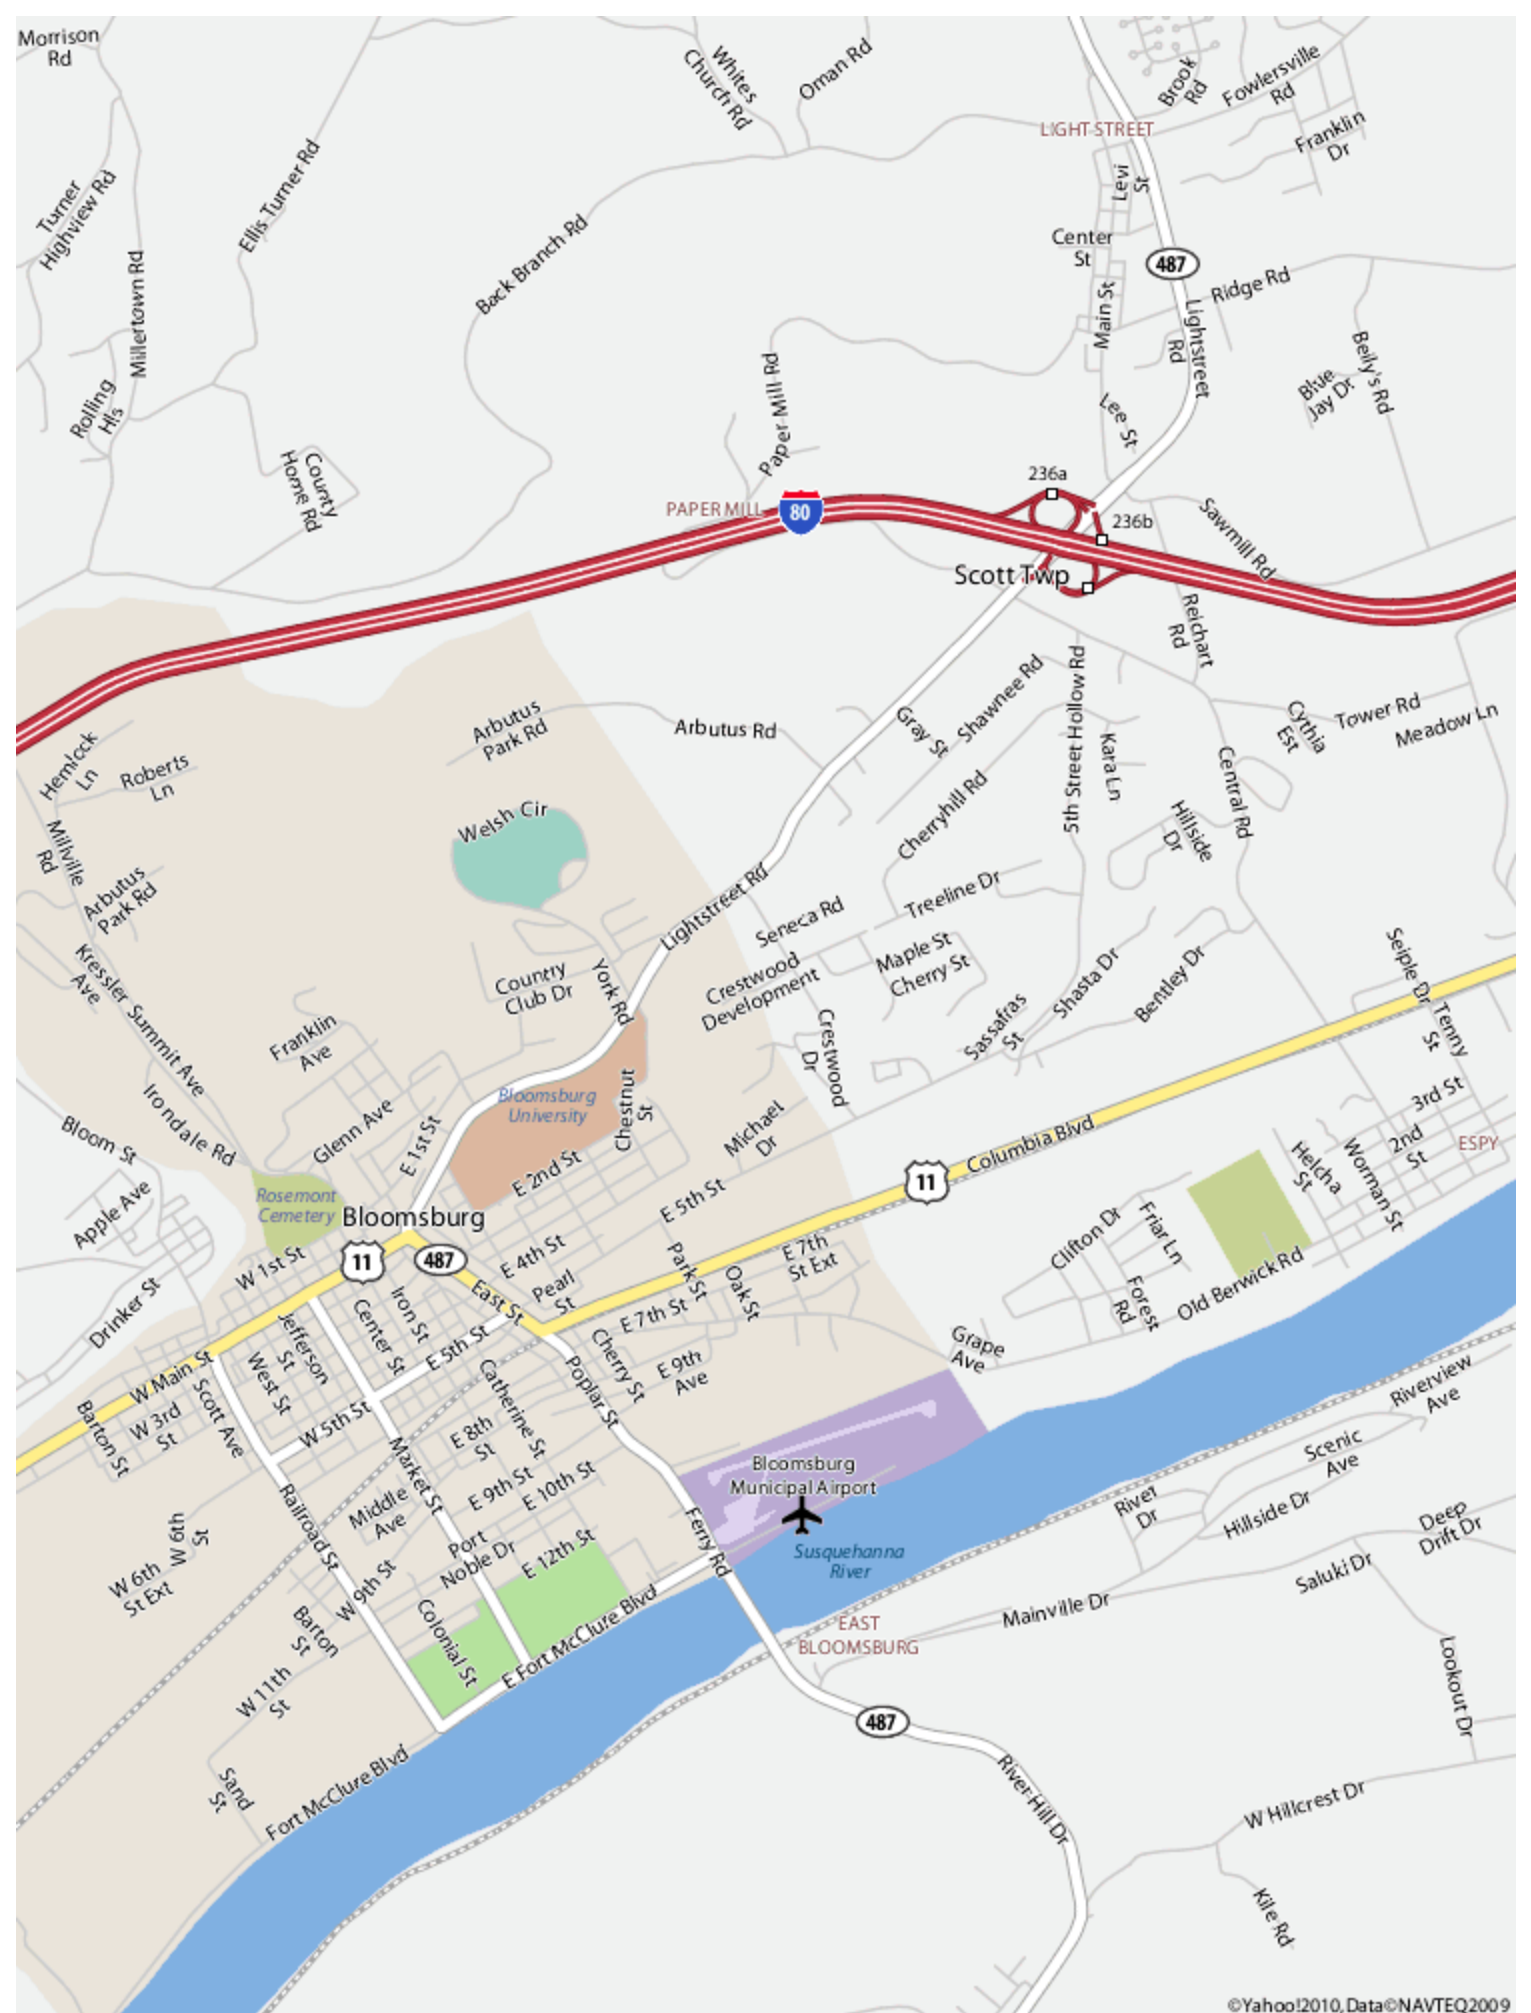 Morrison
Rd
Whites
Church Rd
Oman Rd
Brook
Rd
Fowlersville
Rd
LIGHT STREET
Franklin
Dr
Turner
Highview Rd
Ellis Turner Rd
Levi
St
Millertown Rd
Back Branch Rd
Center
St
487
Ridge Rd
Main St
Lightstreet
Rd
Rolling
Hls
Paper Mill Rd
Blue
Jay Dr
Beily's Rd
Lee St
County
Home Rd
236a
PAPER MILL
80
236b
Sawmill Rd
Scott Twp
Reichart
Rd
Arbutus
Park Rd
Arbutus Rd
Gray St
Shawnee Rd
5th Street Hollow Rd
Cythia
Est
Tower Rd
Meadow Ln
Hemlock
Ln
Roberts
Ln
Kara Ln
Central Rd
Welsh Cir
Cherryhill Rd
Hillside
Dr
Millville
Rd
Arbutus
Park Rd
Lightstreet Rd
Treeline Dr
Seneca Rd
Kressler
Ave
Summit Ave
Country
Club Dr
York Rd
Crestwood
Development
Maple St
Cherry St
Shasta Dr
Bentley Dr
Seiple Dr
Franklin
Ave
Crestwood
Dr
Sassafras
St
Tenny
St
Irondale Rd
Bloomsburg
University
Chestnut
St
3rd St
Bloom St
Glenn Ave
E 1st St
Michael
Dr
Columbia Blvd
Helcha
St
Worman St
2nd
St
ESPY
Apple Ave
Rosemont
Cemetery
E 2nd St
E 5th St
11
Bloomsburg
Clifton Dr
Friar Ln
W 1st St
11
487
E 4th St
Park St
E 7th
St Ext
Old Berwick Rd
Drinker St
Iron St
East St
Pearl
St
Oak St
Forest
Rd
Jefferson
St
Center St
E 5th St
E 7th St
Grape
Ave
W Main St
West St
Cherry St
E 9th
Ave
Scott Ave
Catherine St
Poplar St
Riverview
Ave
Barton St
W 3rd
St
W 5th St
E 8th
St
Scenic
Ave
Market St
Bloomsburg
Municipal Airport
E 9th St
E 10th St
River
Dr
Hillside Dr
Deep
Drift Dr
Middle
Ave
Railroad St
Ferry Rd
W 6th
St
Port
Noble Dr
E 12th St
Susquehanna
River
Saluki Dr
W 6th
St Ext
W 9th St
Mainville Dr
Barton
St
Colonial St
E Fort McClure Blvd
EAST
BLOOMSBURG
Lookout Dr
W 11th
St
487
Sand
St
Fort McClure Blvd
River Hill Dr
W Hillcrest Dr
Kile Rd
©Yahoo!2010, Data©NAVTEQ2009